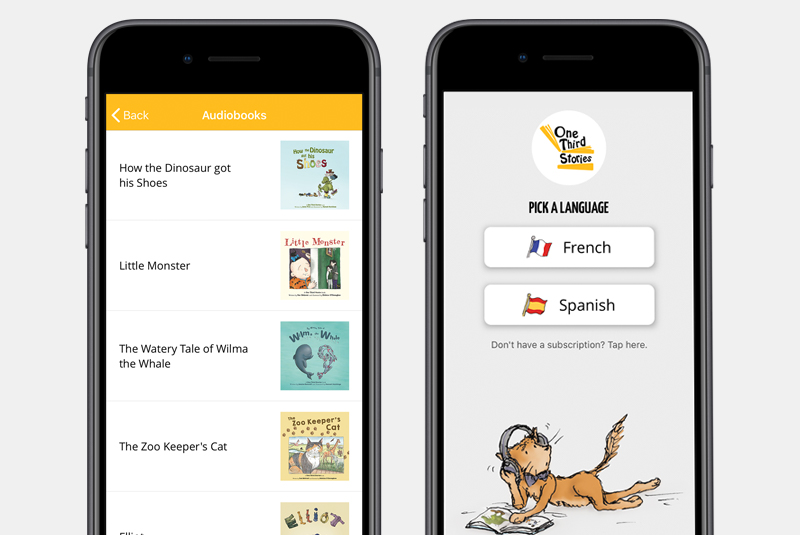 Back
Audiobooks
How the Dinosaur got
his Shoes
How the Dinosaur
got his
Shoes
Little Monster
Little Monster
The Watery Tale of Wilma
the Whale
Wilma the Whale
The Zoo Keeper's Cat
The
Zoo Keeper's
Cat
Elliot
One
Third
Stories
PICK A LANGUAGE
French
Spanish
Don't have a subscription? Tap here.